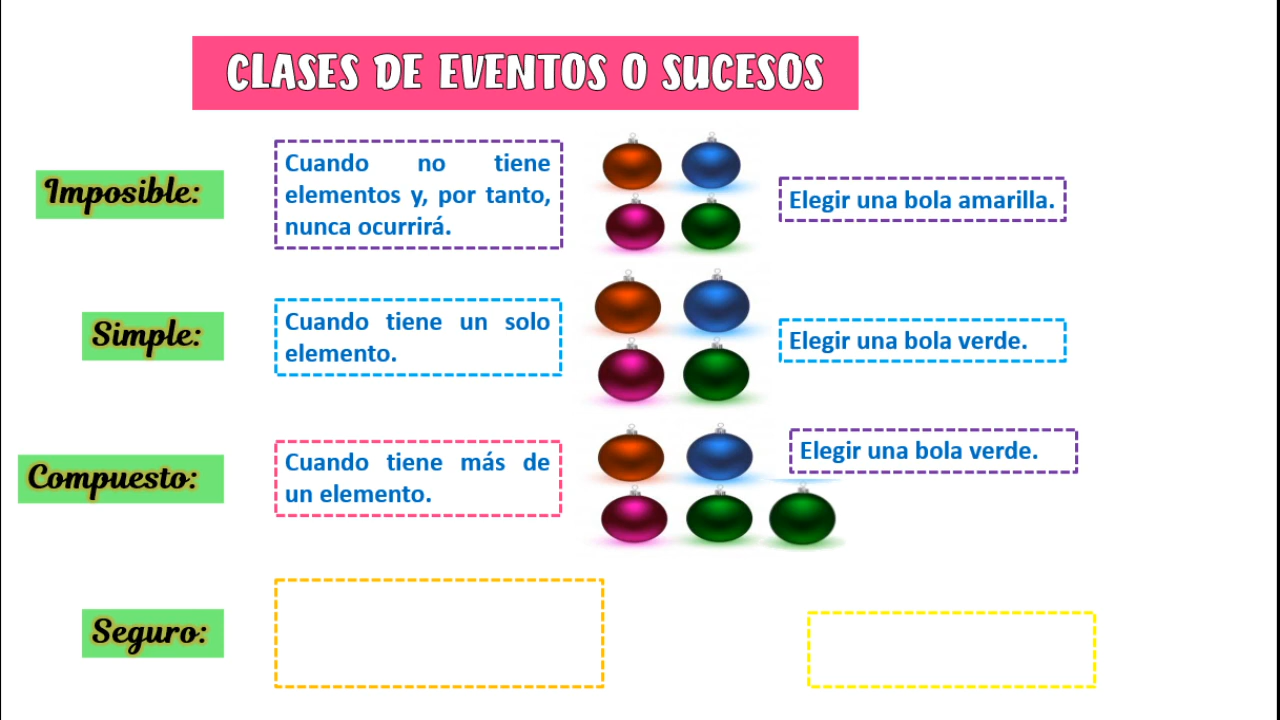 CLASES DE EVENTOS O SUCESOS
Imposible:
Cuando no tiene
elementos y, por tanto,
nunca ocurrirá.
Elegir una bola amarilla.
Simple:
Cuando tiene un solo
elemento.
Elegir una bola verde.
Compuesto:
Cuando tiene más de
un elemento.
Elegir una bola verde.
Seguro: